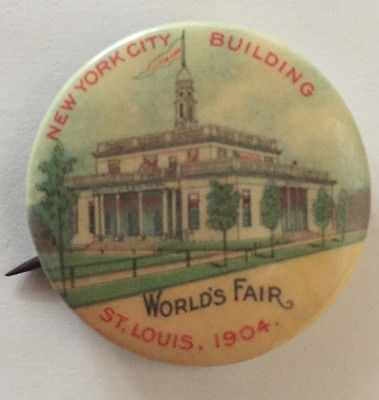 NEW YORK CITY BUILDING
WORLD'S FAIR
ST. LOUIS, 1904.